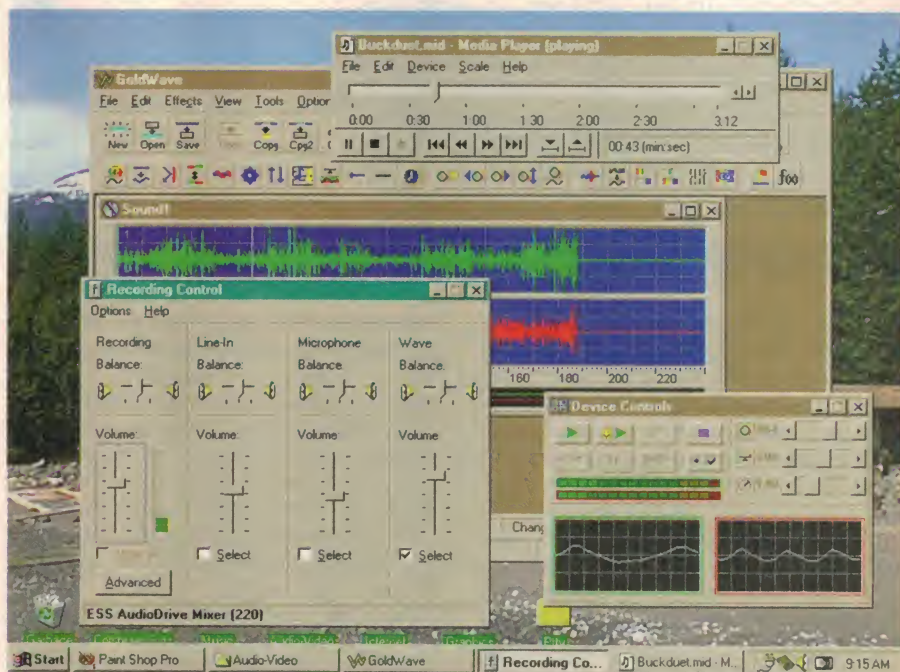 Buckduet.mid - Media Player (playing)
File Edit Device Scale Help
0:00 0:30 1:00 1:30 2:00 2:30 3:12
00:43 (min:sec)
GoldWave
File Edit Effects View Tools Option
New Open Save Copy Cpy2
f00
Sound1
160 180 200 220
Recording Control
Options Help
Recording Line-In Microphone Wave
Balance: Balance: Balance: Balance:
Volume: Volume: Volume: Volume
Select Select Select
Advanced
ESS AudioDrive Mixer (220)
Device Controls
Chang
Start Paint Shop Pro Audio-Video GoldWave Recording Co... Buckduet.mid - M.. 9:15 AM